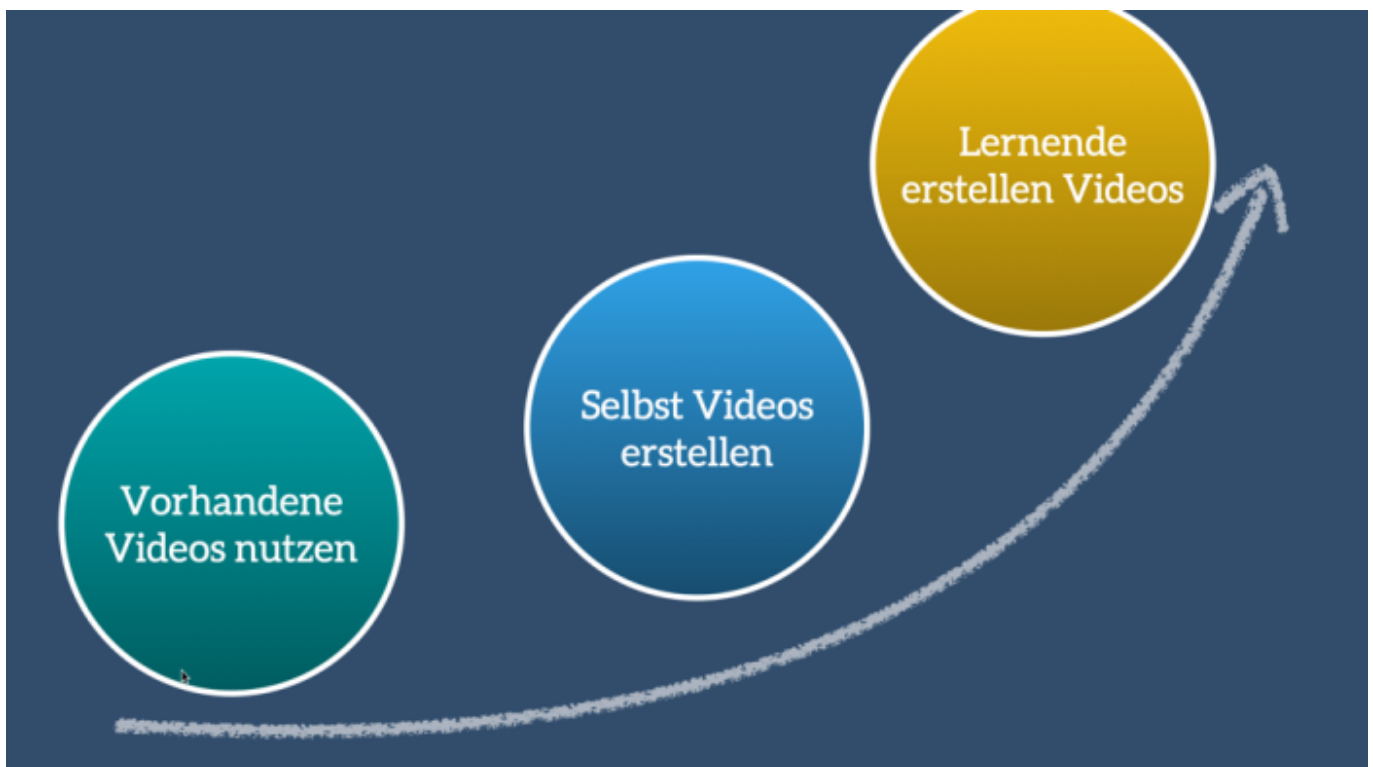 Lernende
erstellen Videos
Selbst Videos
erstellen
Vorhandene
Videos nutzen